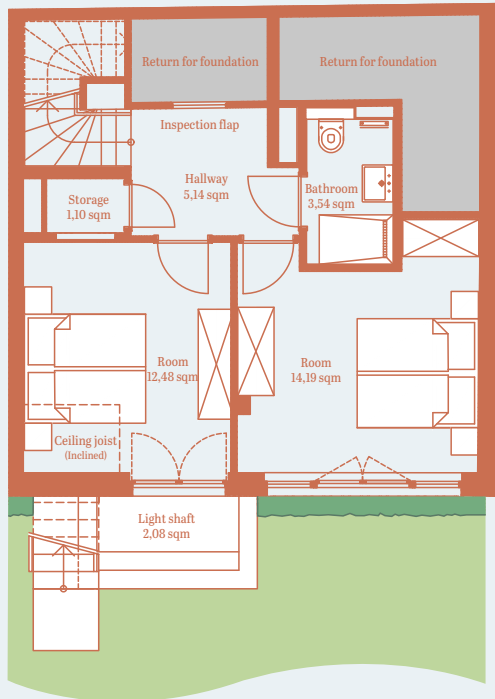 Return for foundation
Return for foundation
Inspection flap
Hallway
5,14 sqm
Storage
1,10 sqm
Bathroom
3,54 sqm
Room
12,48 sqm
Room
14,19 sqm
Ceiling joist
(Inclined)
Light shaft
2,08 sqm